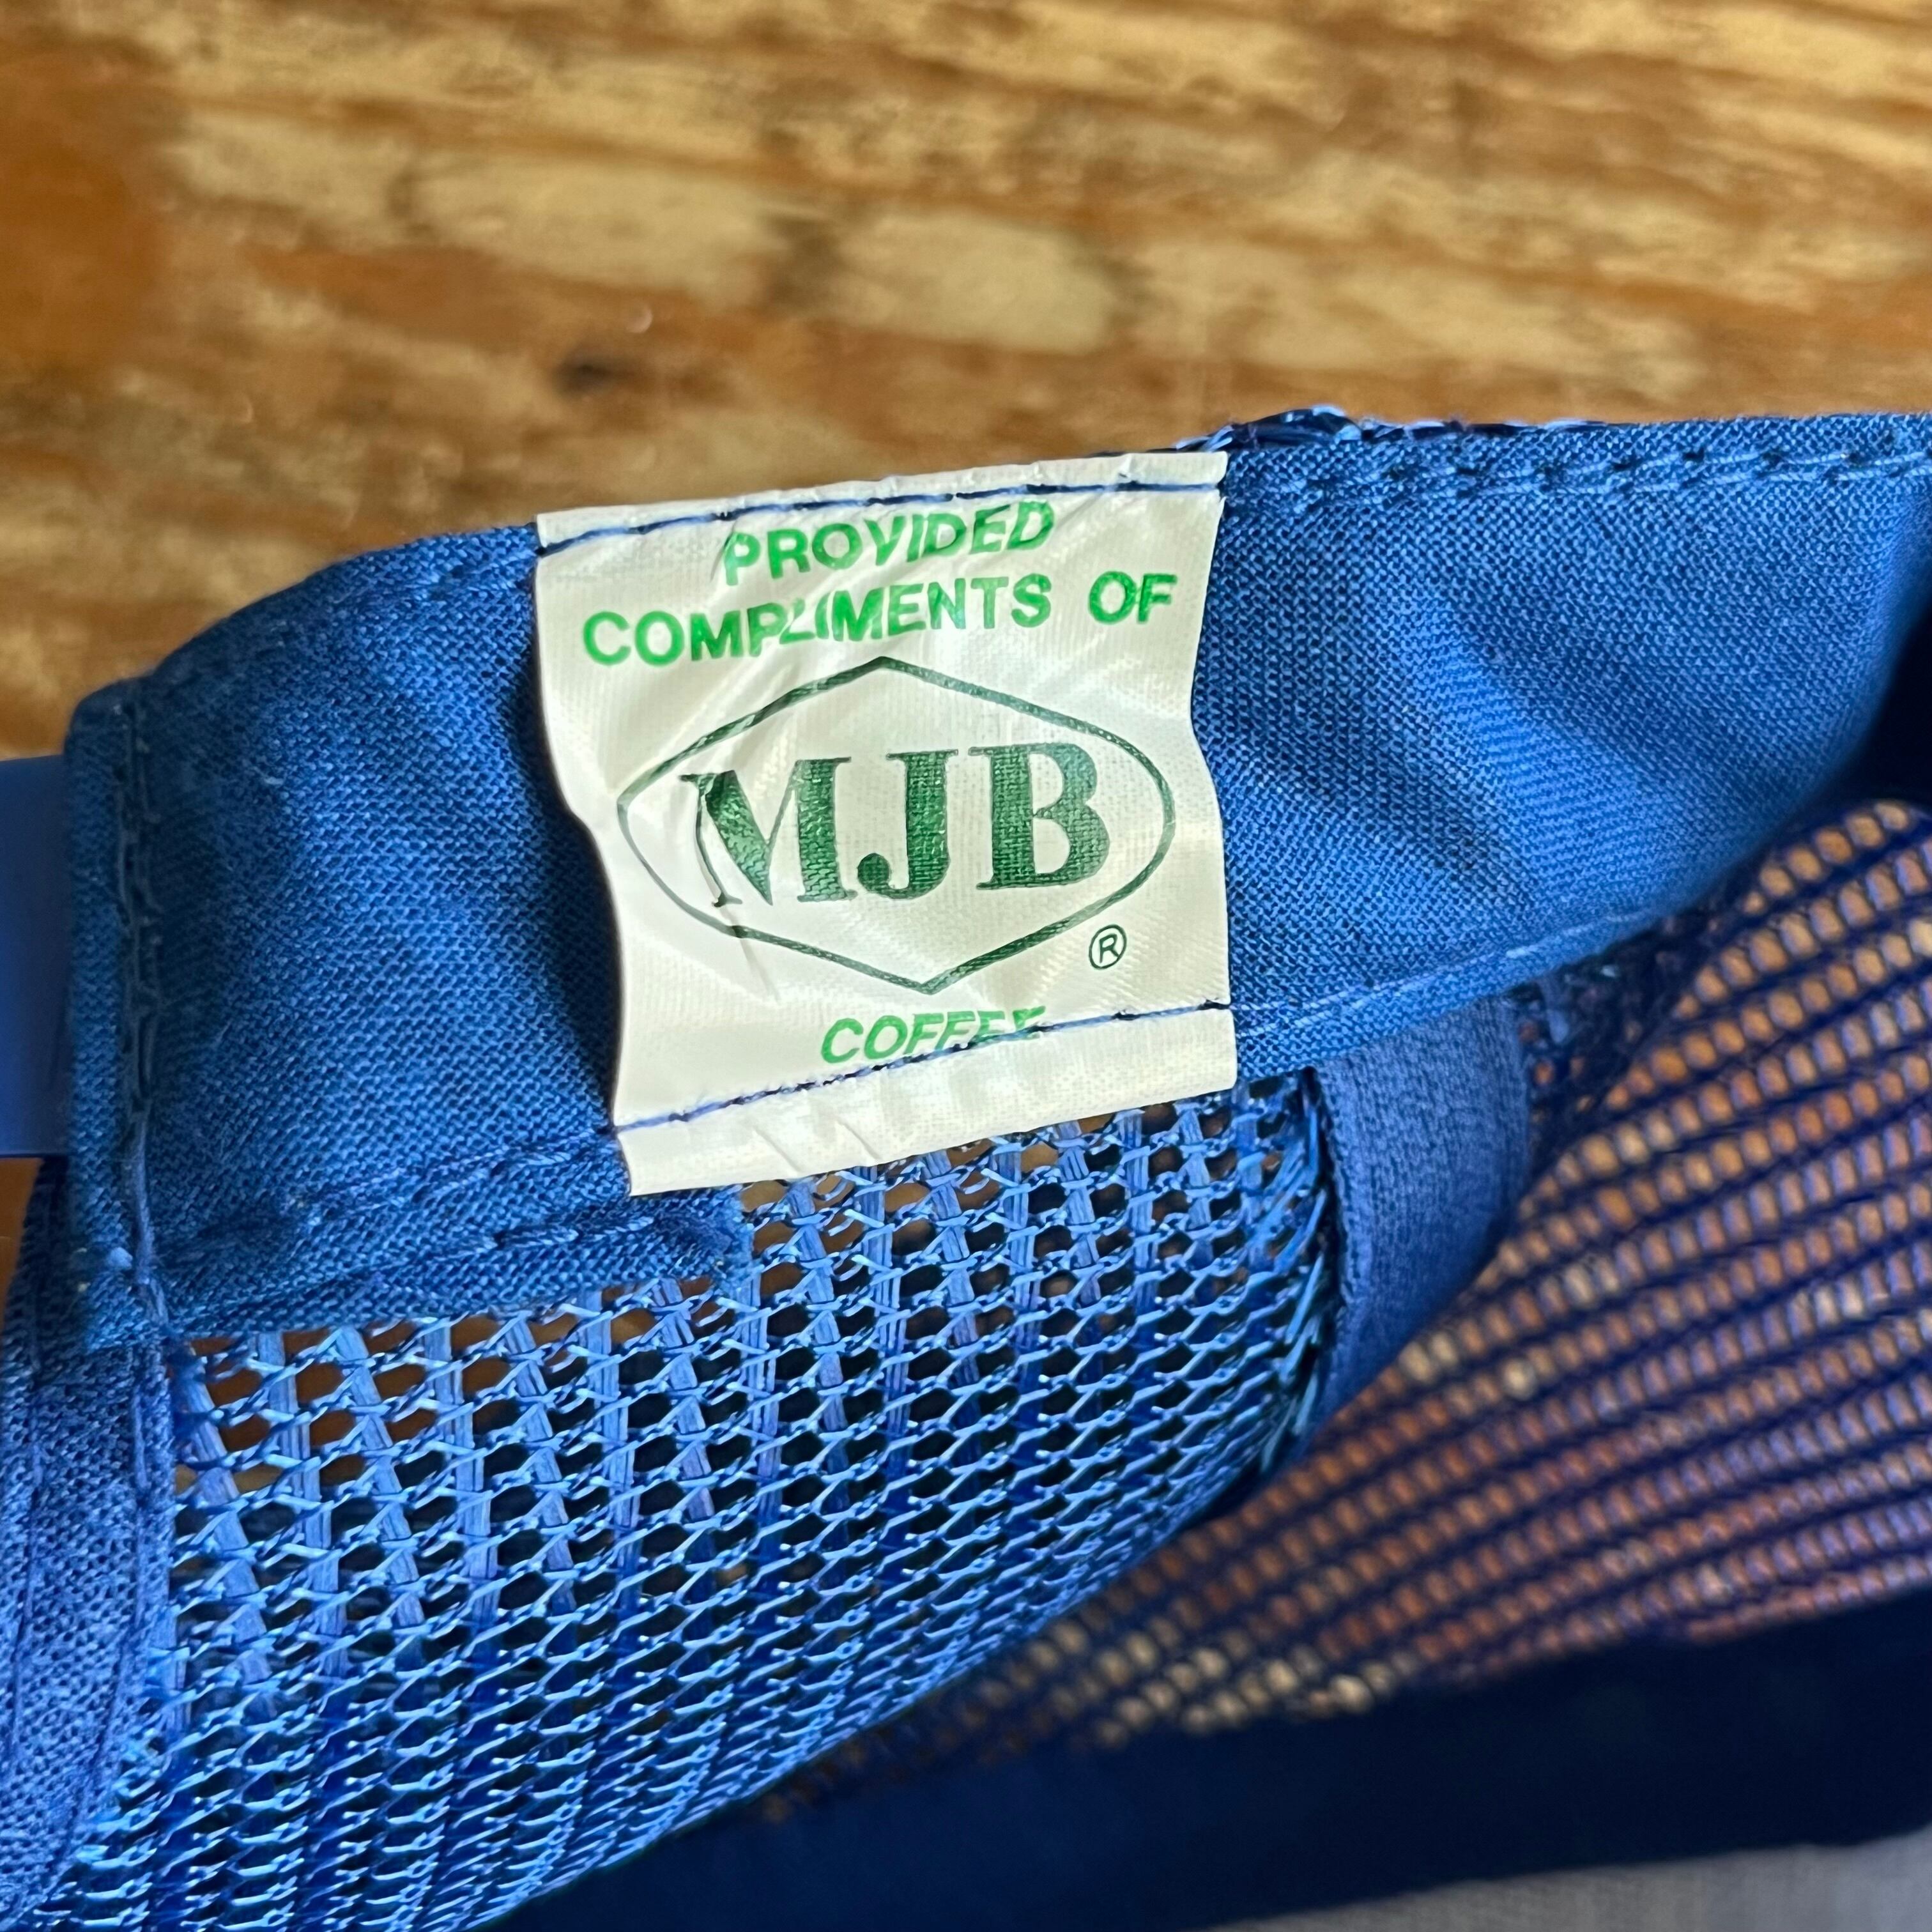 PROVIDED
COMPLIMENTS OF
MJB
®
COFFEE